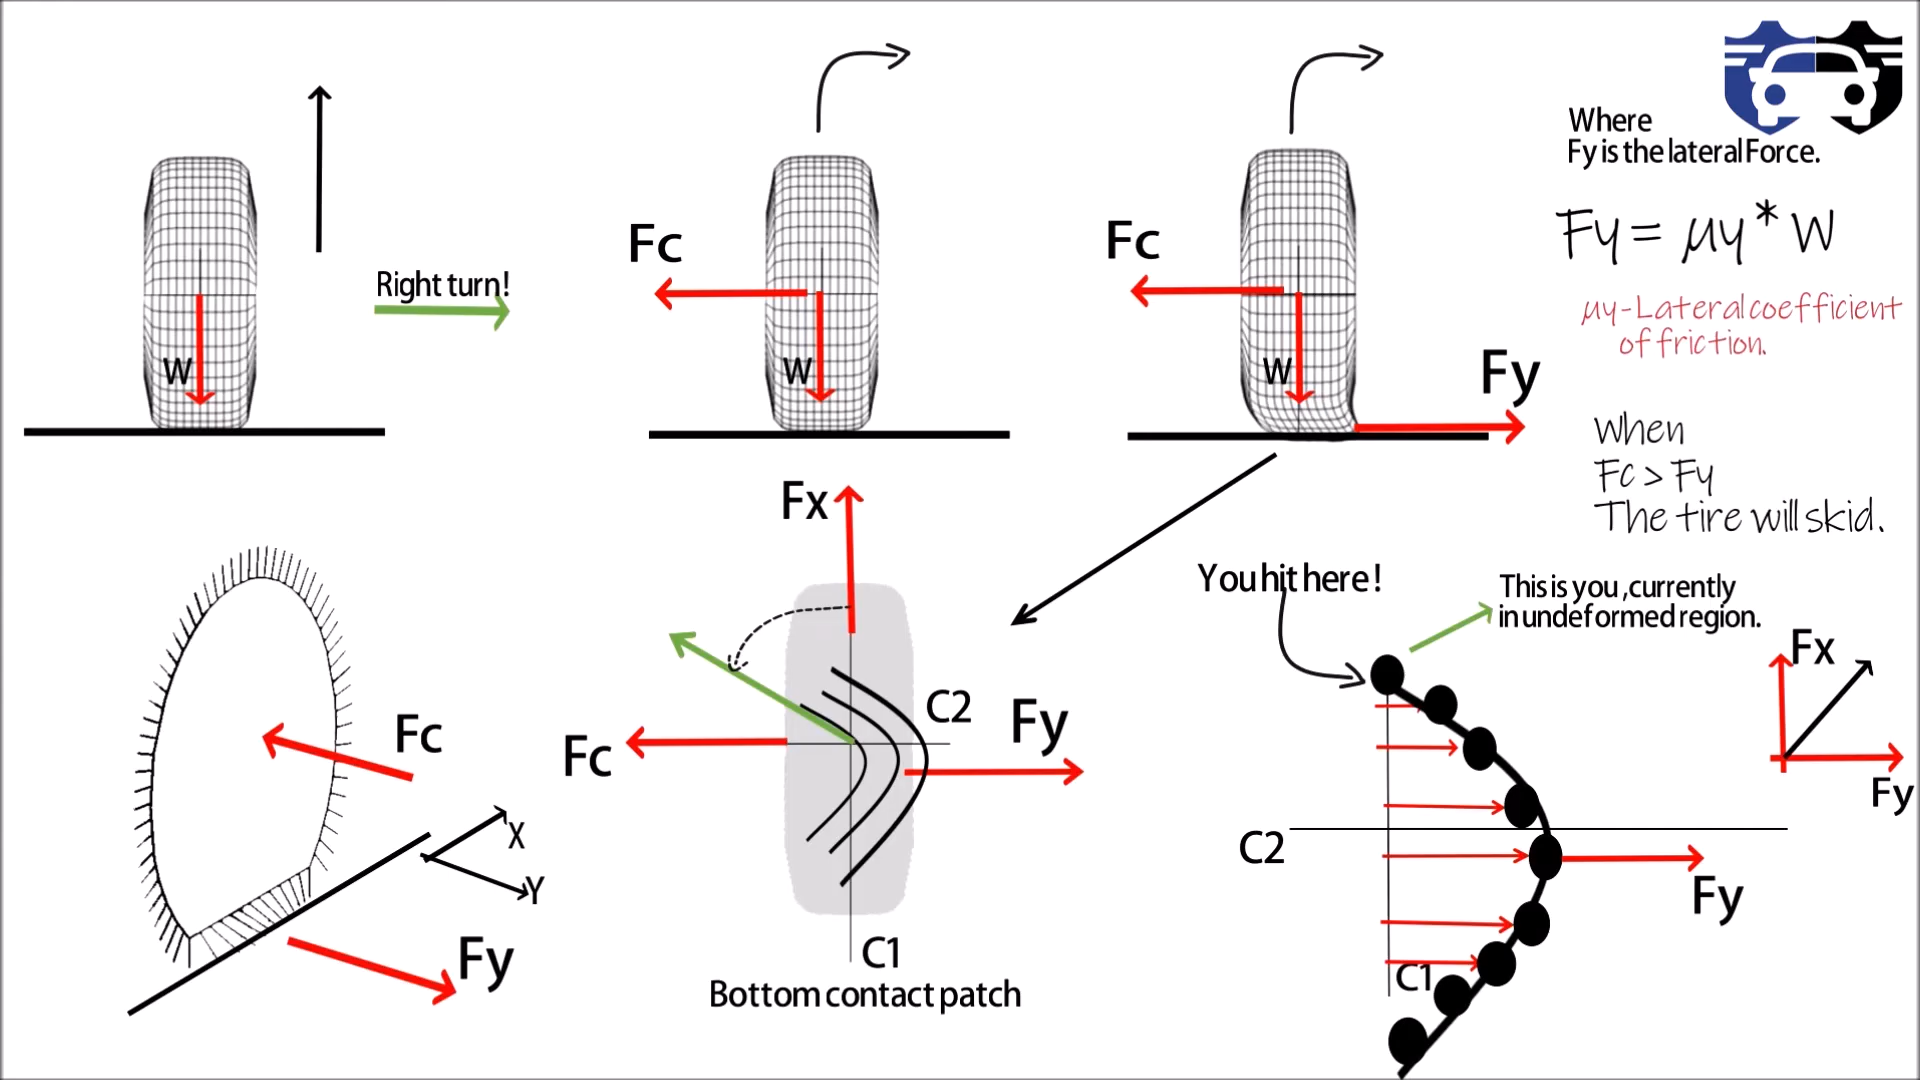 Where
Fy is the lateral Force.
Fy = μy * W
μy - Lateral coefficient
of friction.
When
Fc > Fy
The tire will skid.
W
Right turn!
Fc
W
Fc
W
Fy
Fc
X
Y
Fy
Fx
C2
Fy
Fc
C1
Bottom contact patch
You hit here!
This is you, currently
in undeformed region.
Fx
Fy
C2
Fy
C1